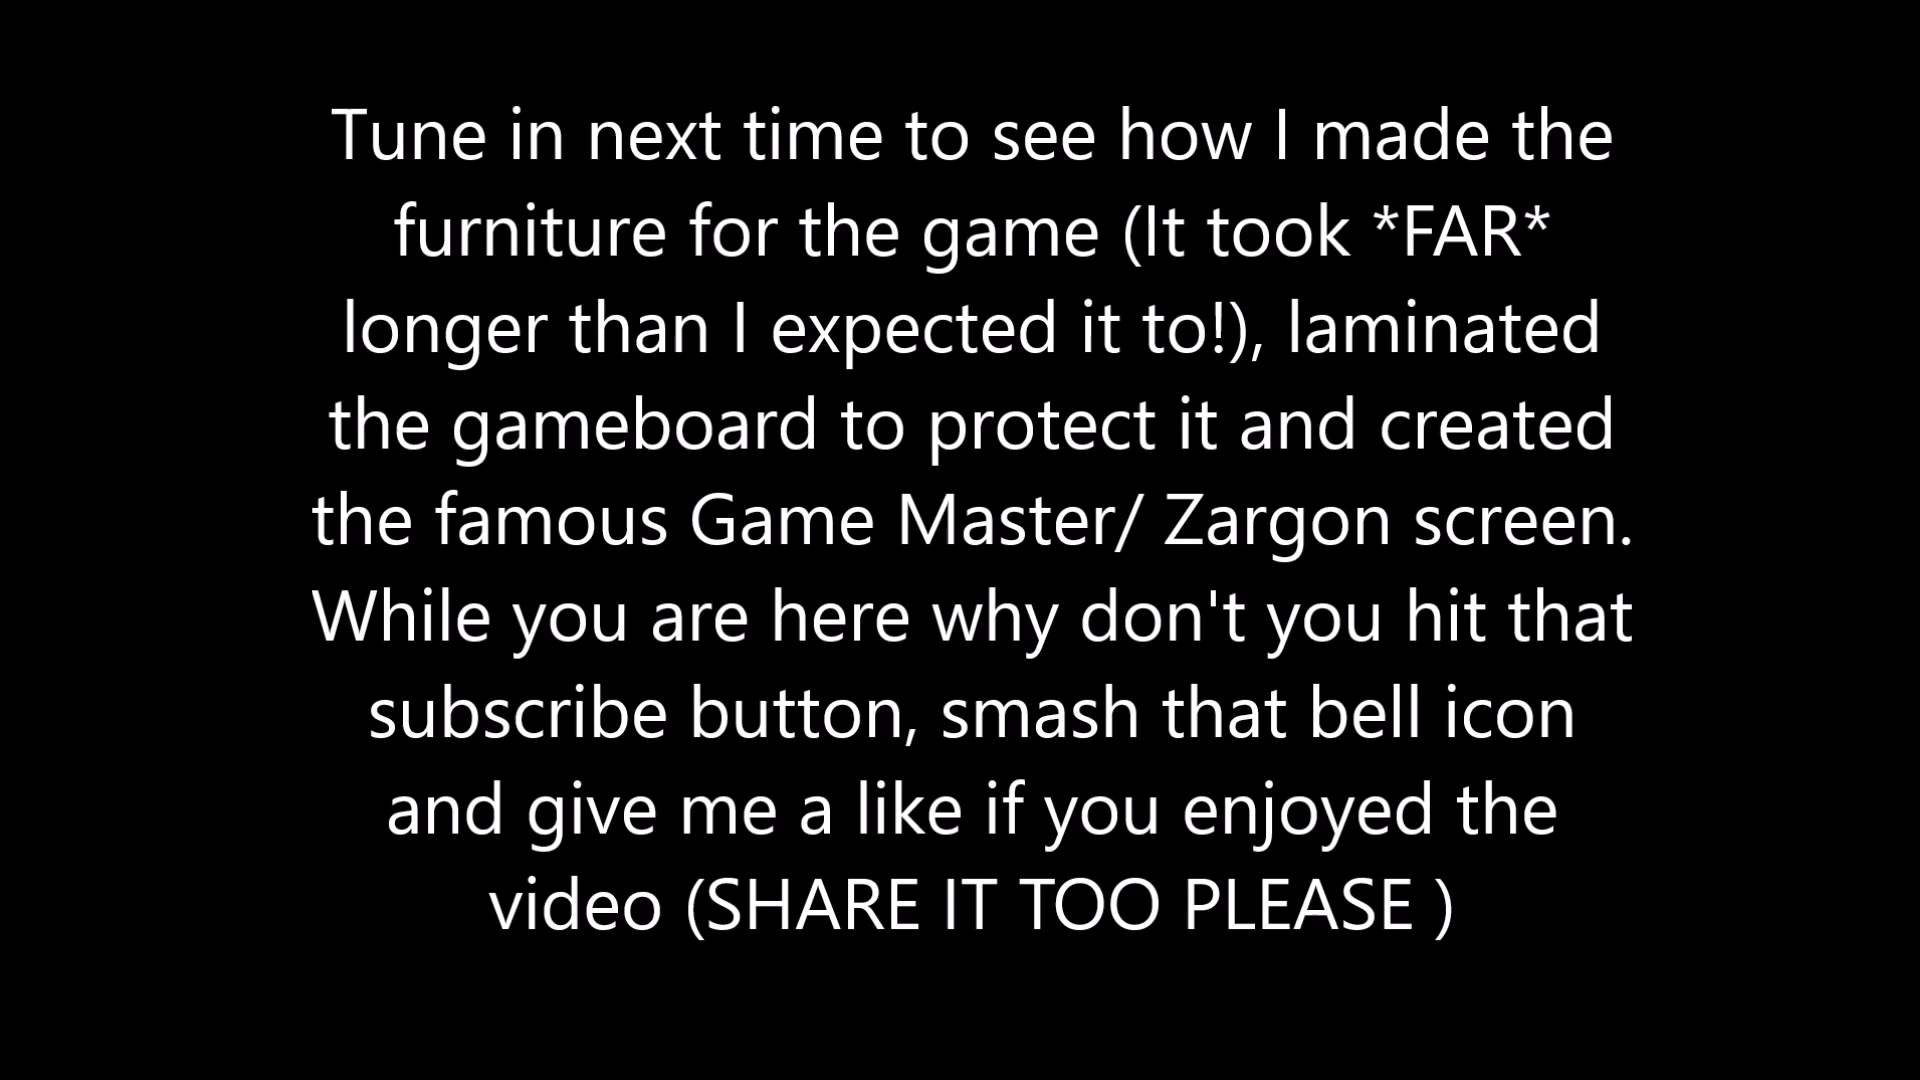 Tune in next time to see how I made the
furniture for the game (It took *FAR*
longer than I expected it to!), laminated
the gameboard to protect it and created
the famous Game Master/ Zargon screen.
While you are here why don't you hit that
subscribe button, smash that bell icon
and give me a like if you enjoyed the
video (SHARE IT TOO PLEASE )